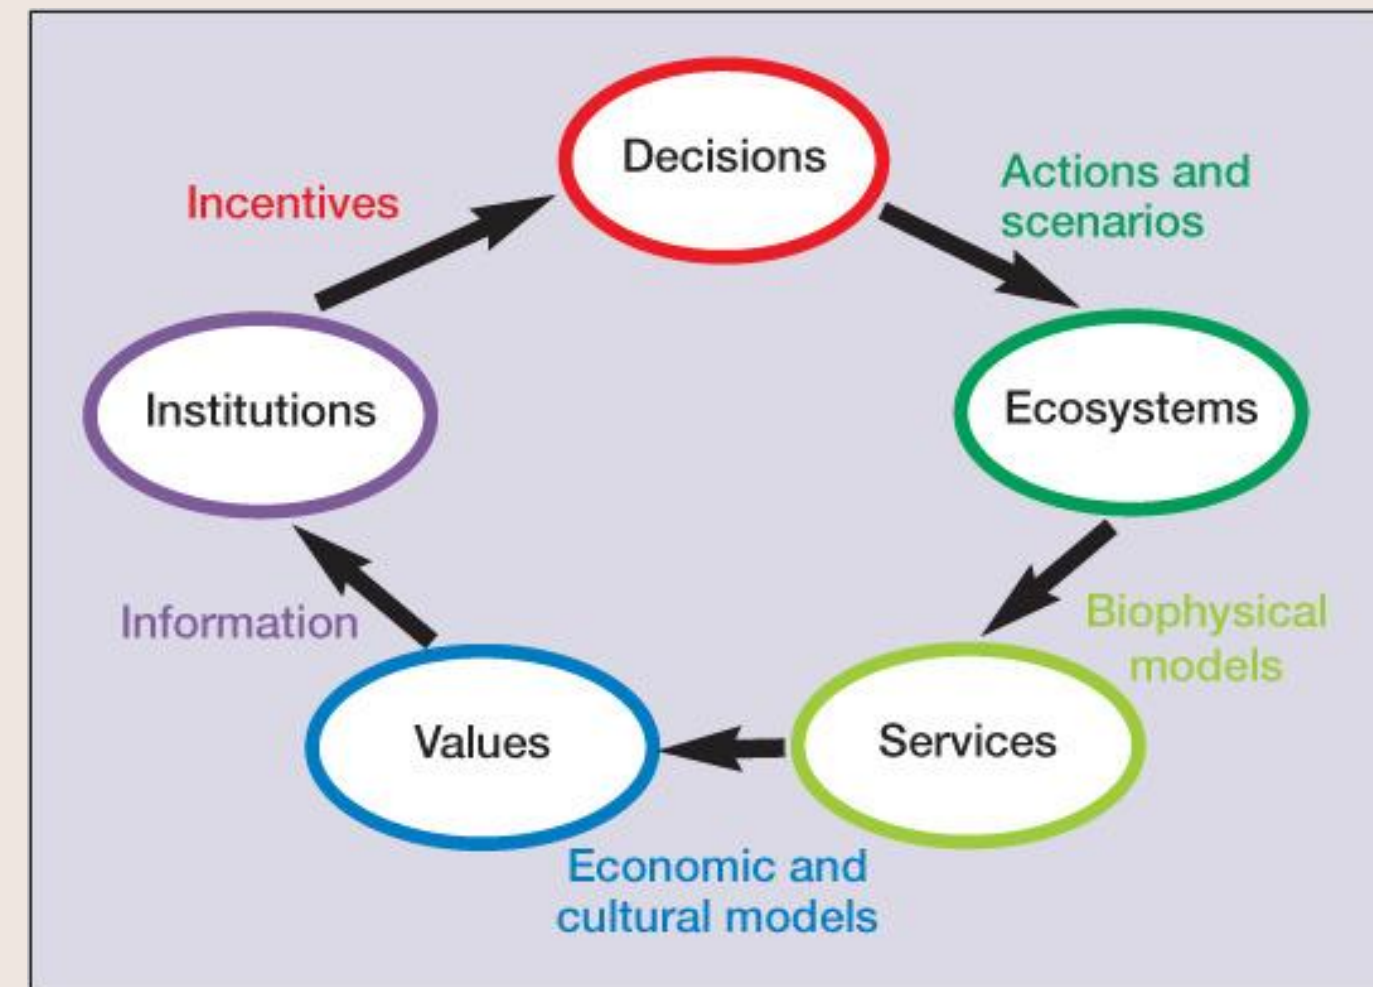 Decisions
Incentives
Actions and
scenarios
Institutions
Ecosystems
Information
Biophysical
models
Values
Services
Economic and
cultural models